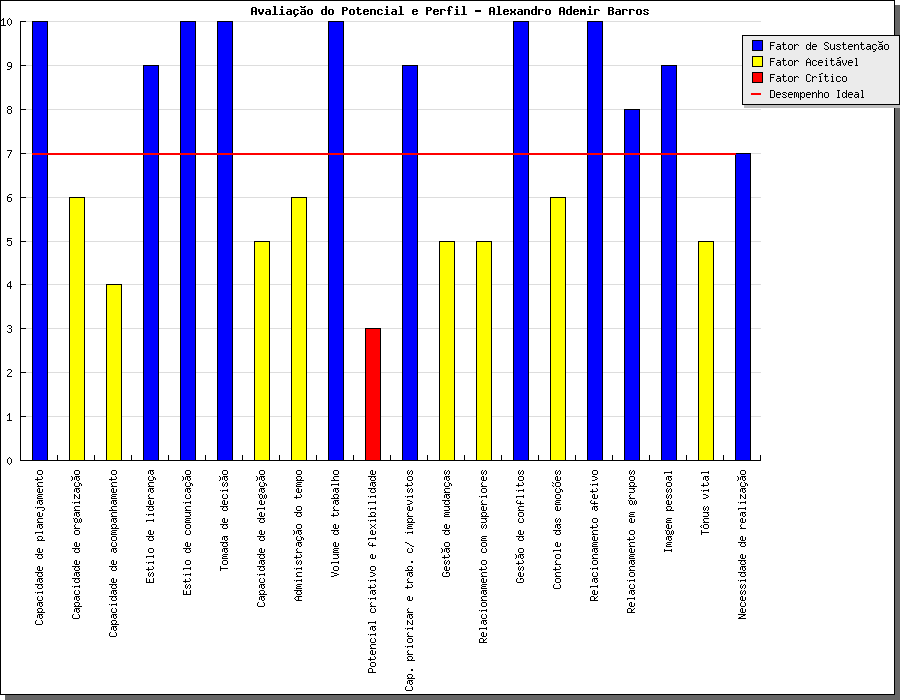 Avaliação do Potencial e Perfil - Alexandro Ademir Barros
10
9
8
7
6
5
4
3
2
1
0
Fator de Sustentação
Fator Aceitável
Fator Crítico
Desempenho Ideal
Capacidade de planejamento
Capacidade de organização
Capacidade de acompanhamento
Estilo de liderança
Estilo de comunicação
Tomada de decisão
Capacidade de delegação
Administração do tempo
Volume de trabalho
Potencial criativo e flexibilidade
Cap. priorizar e trab. c/ imprevistos
Gestão de mudanças
Relacionamento com superiores
Gestão de conflitos
Controle das emoções
Relacionamento afetivo
Relacionamento em grupos
Imagem pessoal
Tônus vital
Necessidade de realização